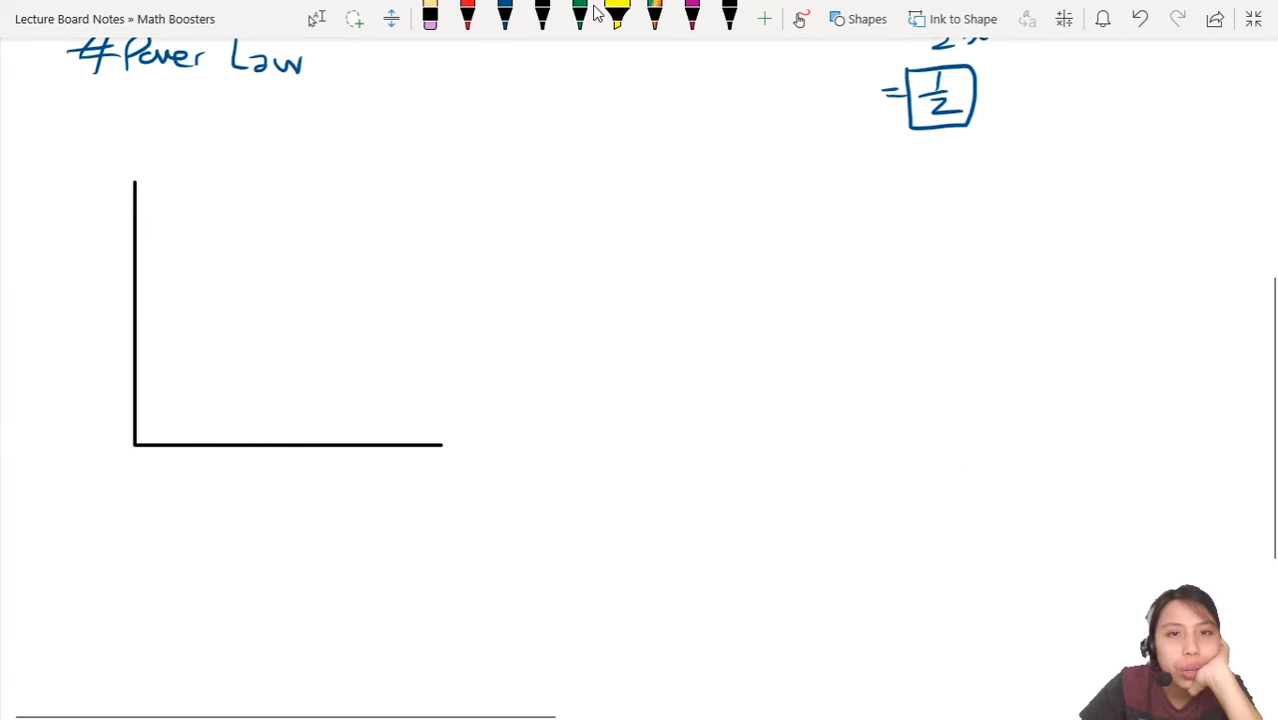 Lecture Board Notes » Math Boosters
Shapes
Ink to Shape
#Power Law
= 1/2